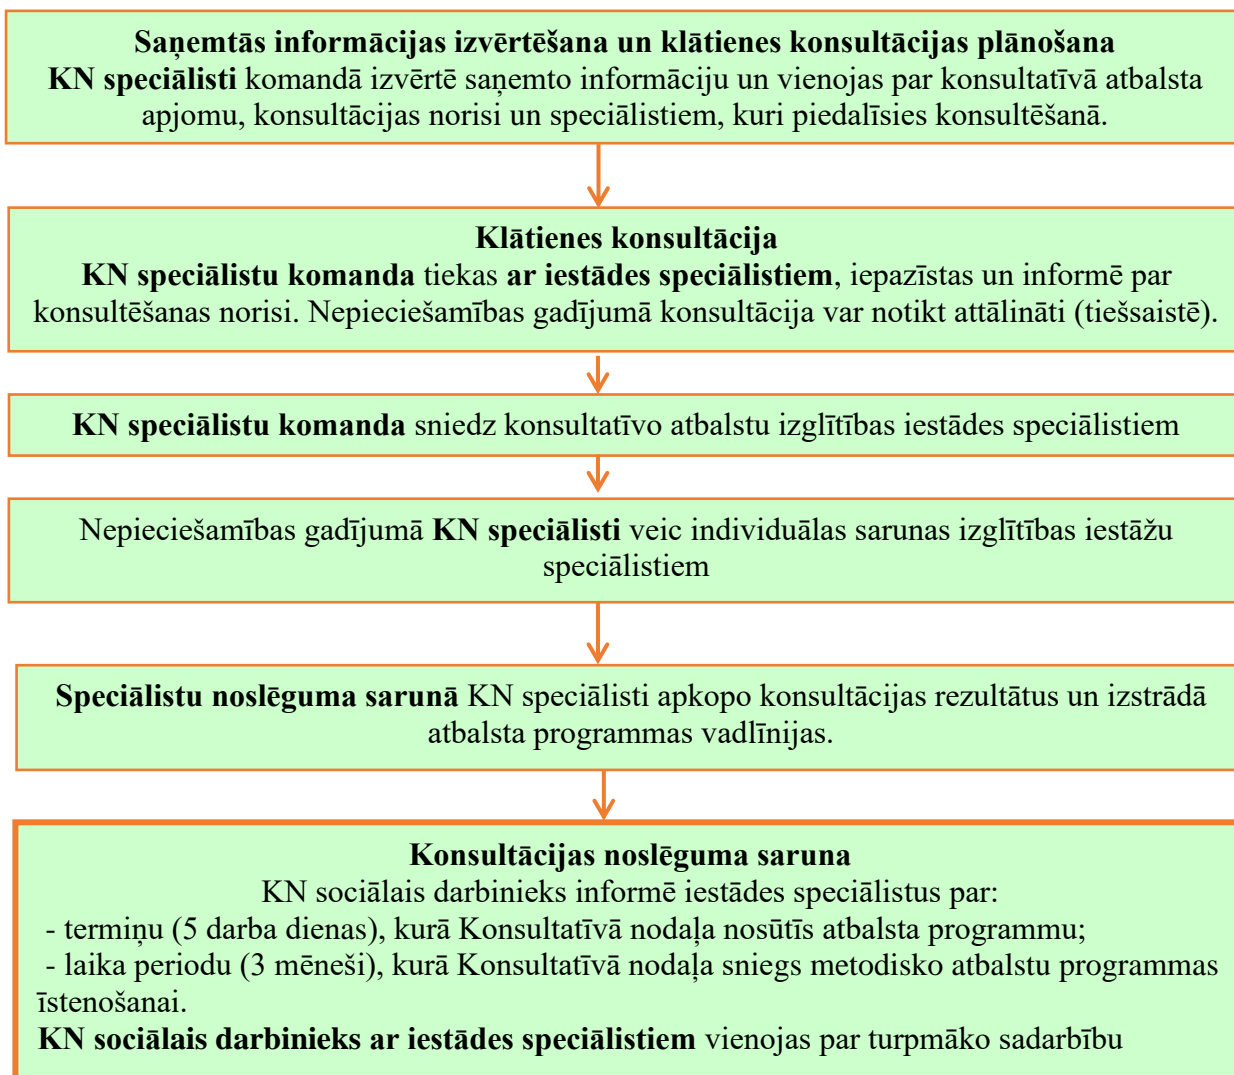 Saņemtās informācijas izvērtēšana un klātienes konsultācijas plānošana
KN speciālisti komandā izvērtē saņemto informāciju un vienojas par konsultatīvā atbalsta
apjomu, konsultācijas norisi un speciālistiem, kuri piedalīsies konsultēšanā.
Klātienes konsultācija
KN speciālistu komanda tiekas ar iestādes speciālistiem, iepazīstas un informē par
konsultēšanas norisi. Nepieciešamības gadījumā konsultācija var notikt attālināti (tiešsaistē).
KN speciālistu komanda sniedz konsultatīvo atbalstu izglītības iestādes speciālistiem
Nepieciešamības gadījumā KN speciālisti veic individuālas sarunas izglītības iestāžu
speciālistiem
Speciālistu noslēguma sarunā KN speciālisti apkopo konsultācijas rezultātus un izstrādā
atbalsta programmas vadlīnijas.
Konsultācijas noslēguma saruna
KN sociālais darbinieks informē iestādes speciālistus par:
- termiņu (5 darba dienas), kurā Konsultatīvā nodaļa nosūtīs atbalsta programmu;
- laika periodu (3 mēneši), kurā Konsultatīvā nodaļa sniegs metodisko atbalstu programmas
īstenošanai.
KN sociālais darbinieks ar iestādes speciālistiem vienojas par turpmāko sadarbību